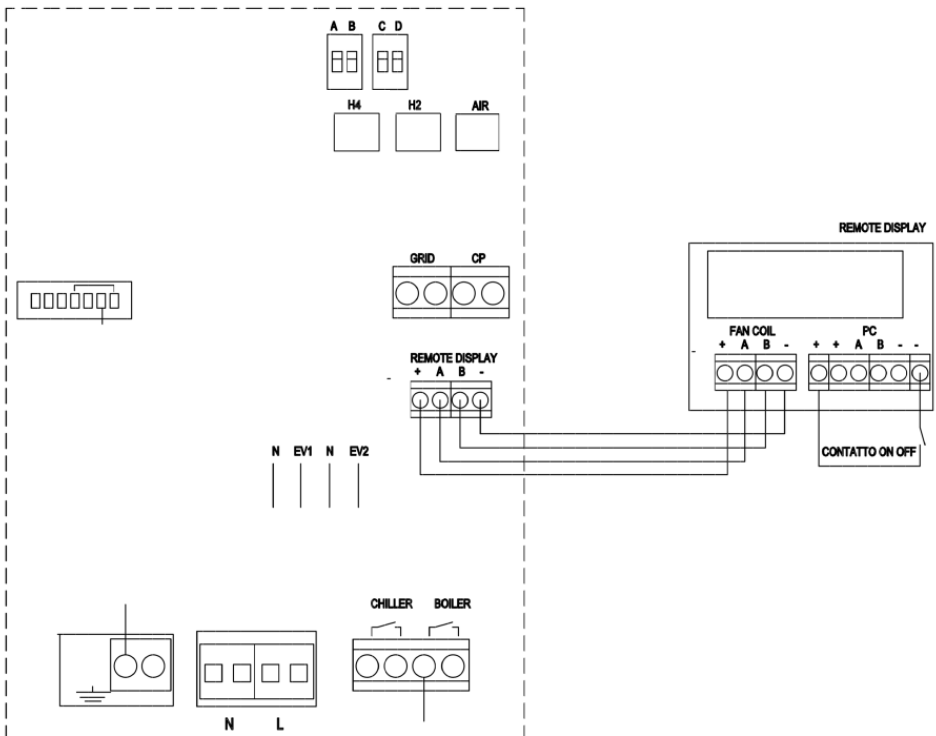 A B C D
H4 H2 AIR
REMOTE DISPLAY
GRID CP
FAN COIL PC
+ A B - + + A B - -
REMOTE DISPLAY
+ A B -
CONTATTO ON OFF
N EV1 N EV2
CHILLER BOILER
N L